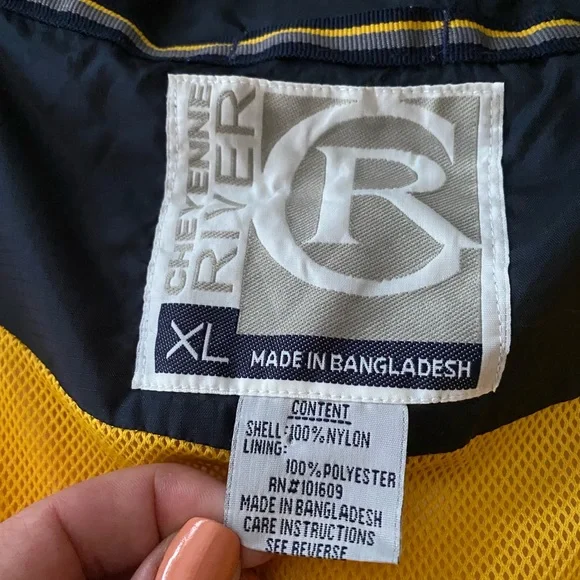 CHEYENNE
RIVER
CR
XL
MADE IN BANGLADESH
CONTENT
SHELL: 100% NYLON
LINING:
100% POLYESTER
RN#101609
MADE IN BANGLADESH
CARE INSTRUCTIONS
SEE REVERSE